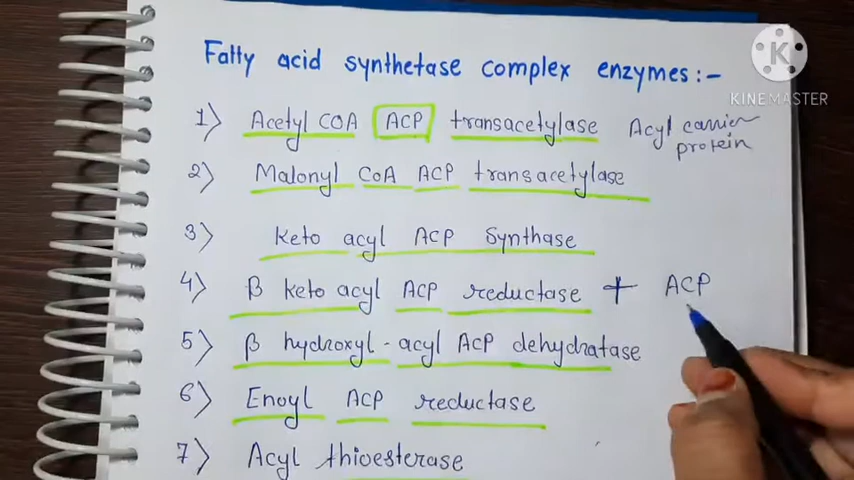 Fatty acid synthetase complex enzymes :-
KINEMASTER
1) Acetyl COA ACP transacetylase Acyl carrier protein
2) Malonyl CoA ACP transacetylase
3) Keto acyl ACP synthase
4) β keto acyl ACP reductase + ACP
5) β hydroxyl - acyl ACP dehydratase
6) Enoyl ACP reductase
7) Acyl thioesterase